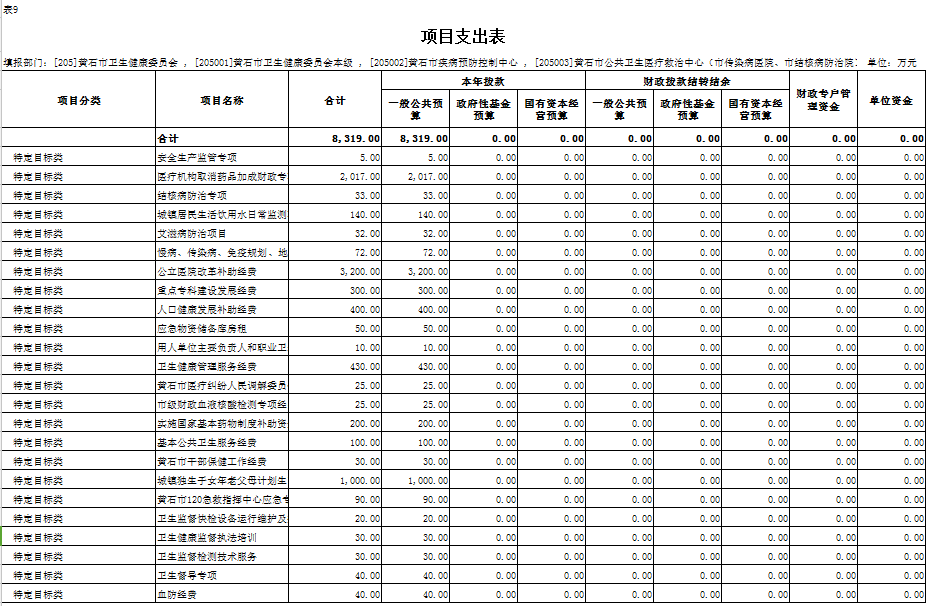 表9
项目支出表
填报部门：[205]黄石市卫生健康委员会 , [205001]黄石市卫生健康委员会本级 , [205002]黄石市疾病预防控制中心 , [205003]黄石市公共卫生医疗救治中心（市传染病医院、市结核病防治院） 单位：万元
项目分类 项目名称 合计 本年拨款 财政拨款结转结余 财政专户管理资金 单位资金
一般公共预算 政府性基金预算 国有资本经营预算 一般公共预算 政府性基金预算 国有资本经营预算
合计 8,319.00 8,319.00 0.00 0.00 0.00 0.00 0.00 0.00 0.00
特定目标类 安全生产监管专项 5.00 5.00 0.00 0.00 0.00 0.00 0.00 0.00 0.00
特定目标类 医疗机构取消药品加成财政专 2,017.00 2,017.00 0.00 0.00 0.00 0.00 0.00 0.00 0.00
特定目标类 结核病防治专项 33.00 33.00 0.00 0.00 0.00 0.00 0.00 0.00 0.00
特定目标类 城镇居民生活饮用水日常监测 140.00 140.00 0.00 0.00 0.00 0.00 0.00 0.00 0.00
特定目标类 艾滋病防治项目 32.00 32.00 0.00 0.00 0.00 0.00 0.00 0.00 0.00
特定目标类 慢病、传染病、免疫规划、地 72.00 72.00 0.00 0.00 0.00 0.00 0.00 0.00 0.00
特定目标类 公立医院改革补助经费 3,200.00 3,200.00 0.00 0.00 0.00 0.00 0.00 0.00 0.00
特定目标类 重点专科建设发展经费 300.00 300.00 0.00 0.00 0.00 0.00 0.00 0.00 0.00
特定目标类 人口健康发展补助经费 400.00 400.00 0.00 0.00 0.00 0.00 0.00 0.00 0.00
特定目标类 应急物资储备库房租 50.00 50.00 0.00 0.00 0.00 0.00 0.00 0.00 0.00
特定目标类 用人单位主要负责人和职业卫 10.00 10.00 0.00 0.00 0.00 0.00 0.00 0.00 0.00
特定目标类 卫生健康管理服务经费 430.00 430.00 0.00 0.00 0.00 0.00 0.00 0.00 0.00
特定目标类 黄石市医疗纠纷人民调解委员 25.00 25.00 0.00 0.00 0.00 0.00 0.00 0.00 0.00
特定目标类 市级财政血液核酸检测专项经 25.00 25.00 0.00 0.00 0.00 0.00 0.00 0.00 0.00
特定目标类 实施国家基本药物制度补助资 200.00 200.00 0.00 0.00 0.00 0.00 0.00 0.00 0.00
特定目标类 基本公共卫生服务经费 100.00 100.00 0.00 0.00 0.00 0.00 0.00 0.00 0.00
特定目标类 黄石市干部保健工作经费 30.00 30.00 0.00 0.00 0.00 0.00 0.00 0.00 0.00
特定目标类 城镇独生子女年老父母计划生 1,000.00 1,000.00 0.00 0.00 0.00 0.00 0.00 0.00 0.00
特定目标类 黄石市120急救指挥中心应急专 90.00 90.00 0.00 0.00 0.00 0.00 0.00 0.00 0.00
特定目标类 卫生监督快检设备运行维护及 20.00 20.00 0.00 0.00 0.00 0.00 0.00 0.00 0.00
特定目标类 卫生健康监督执法培训 30.00 30.00 0.00 0.00 0.00 0.00 0.00 0.00 0.00
特定目标类 卫生监督检测技术服务 30.00 30.00 0.00 0.00 0.00 0.00 0.00 0.00 0.00
特定目标类 卫生督导专项 40.00 40.00 0.00 0.00 0.00 0.00 0.00 0.00 0.00
特定目标类 血防经费 40.00 40.00 0.00 0.00 0.00 0.00 0.00 0.00 0.00